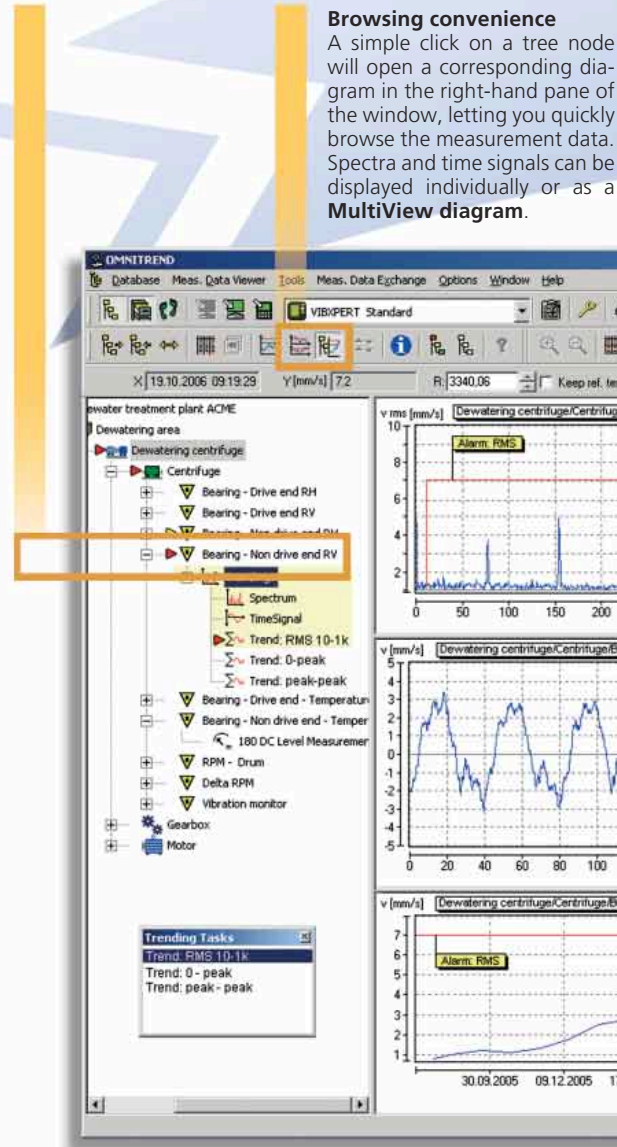 Browsing convenience
A simple click on a tree node
will open a corresponding dia-
gram in the right-hand pane of
the window, letting you quickly
browse the measurement data.
Spectra and time signals can be
displayed individually or as a
MultiView diagram.
OMNITREND
Database Meas. Data Viewer Tools Meas. Data Exchange Options Window Help
VIBXPERT Standard
X 19.10.2006 09:19:29 Y [mm/s] 7.2 R: 3340,06 Keep ref. te
ewater treatment plant ACME
Dewatering area
Dewatering centrifuge
Centrifuge
Bearing - Drive end RH
Bearing - Drive end RV
Bearing - Non drive end RV
Spectrum
TimeSignal
Trend: RMS 10-1k
Trend: 0-peak
Trend: peak-peak
Bearing - Drive end - Temperatur
Bearing - Non drive end - Temper
180 DC Level Measuremer
RPM - Drum
Delta RPM
Vibration monitor
Gearbox
Motor
Trending Tasks
Trend: RMS 10-1k
Trend: 0 - peak
Trend: peak - peak
v rms [mm/s] Dewatering centrifuge/Centrifug
Alarm: RMS
10
8
6
4
2
0 50 100 150 200
v [mm/s] Dewatering centrifuge/Centrifuge/B
5
4
3
2
1
0
-1
-2
-3
-4
-5
0 20 40 60 80 100
v [mm/s] Dewatering centrifuge/Centrifuge/B
7
6
5
4
3
2
1
Alarm: RMS
30.09.2005 09.12.2005 1